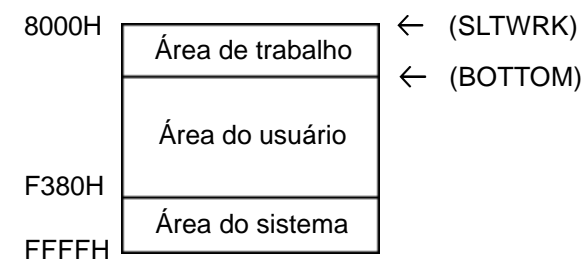 8000H ← (SLTWRK)
Área de trabalho
← (BOTTOM)
Área do usuário
F380H
Área do sistema
FFFFH